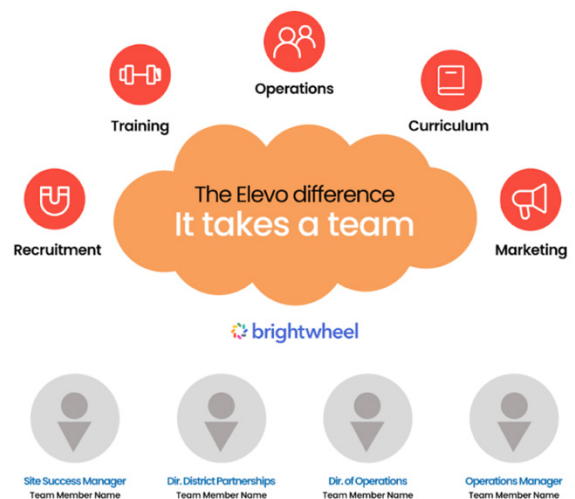 Operations
Training
Curriculum
Recruitment
The Elevo difference
It takes a team
Marketing
brightwheel
Site Success Manager
Team Member Name
Dir. District Partnerships
Team Member Name
Dir. of Operations
Team Member Name
Operations Manager
Team Member Name